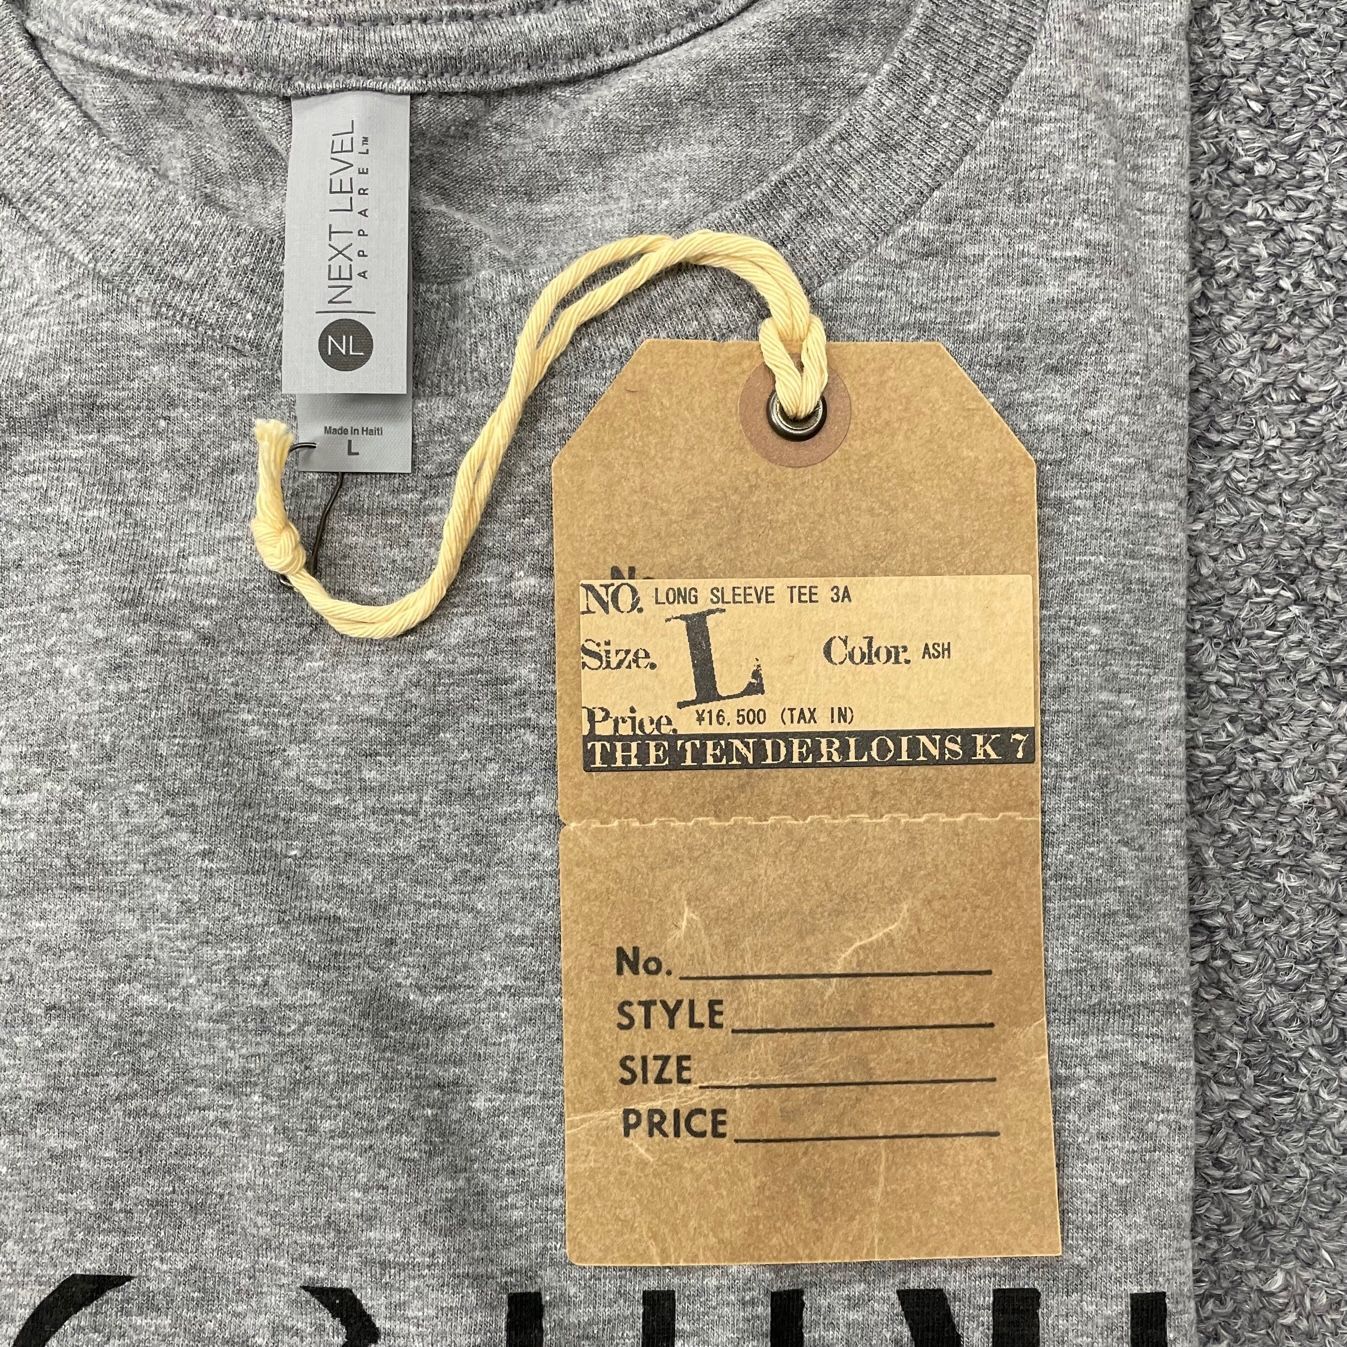 NEXT LEVEL
APPAREL™
NL
Made in Haiti
L
NO. LONG SLEEVE TEE 3A
Size. L Color. ASH
Price. ¥16,500 (TAX IN)
THE TENDERLOINS K 7
No.
STYLE
SIZE
PRICE